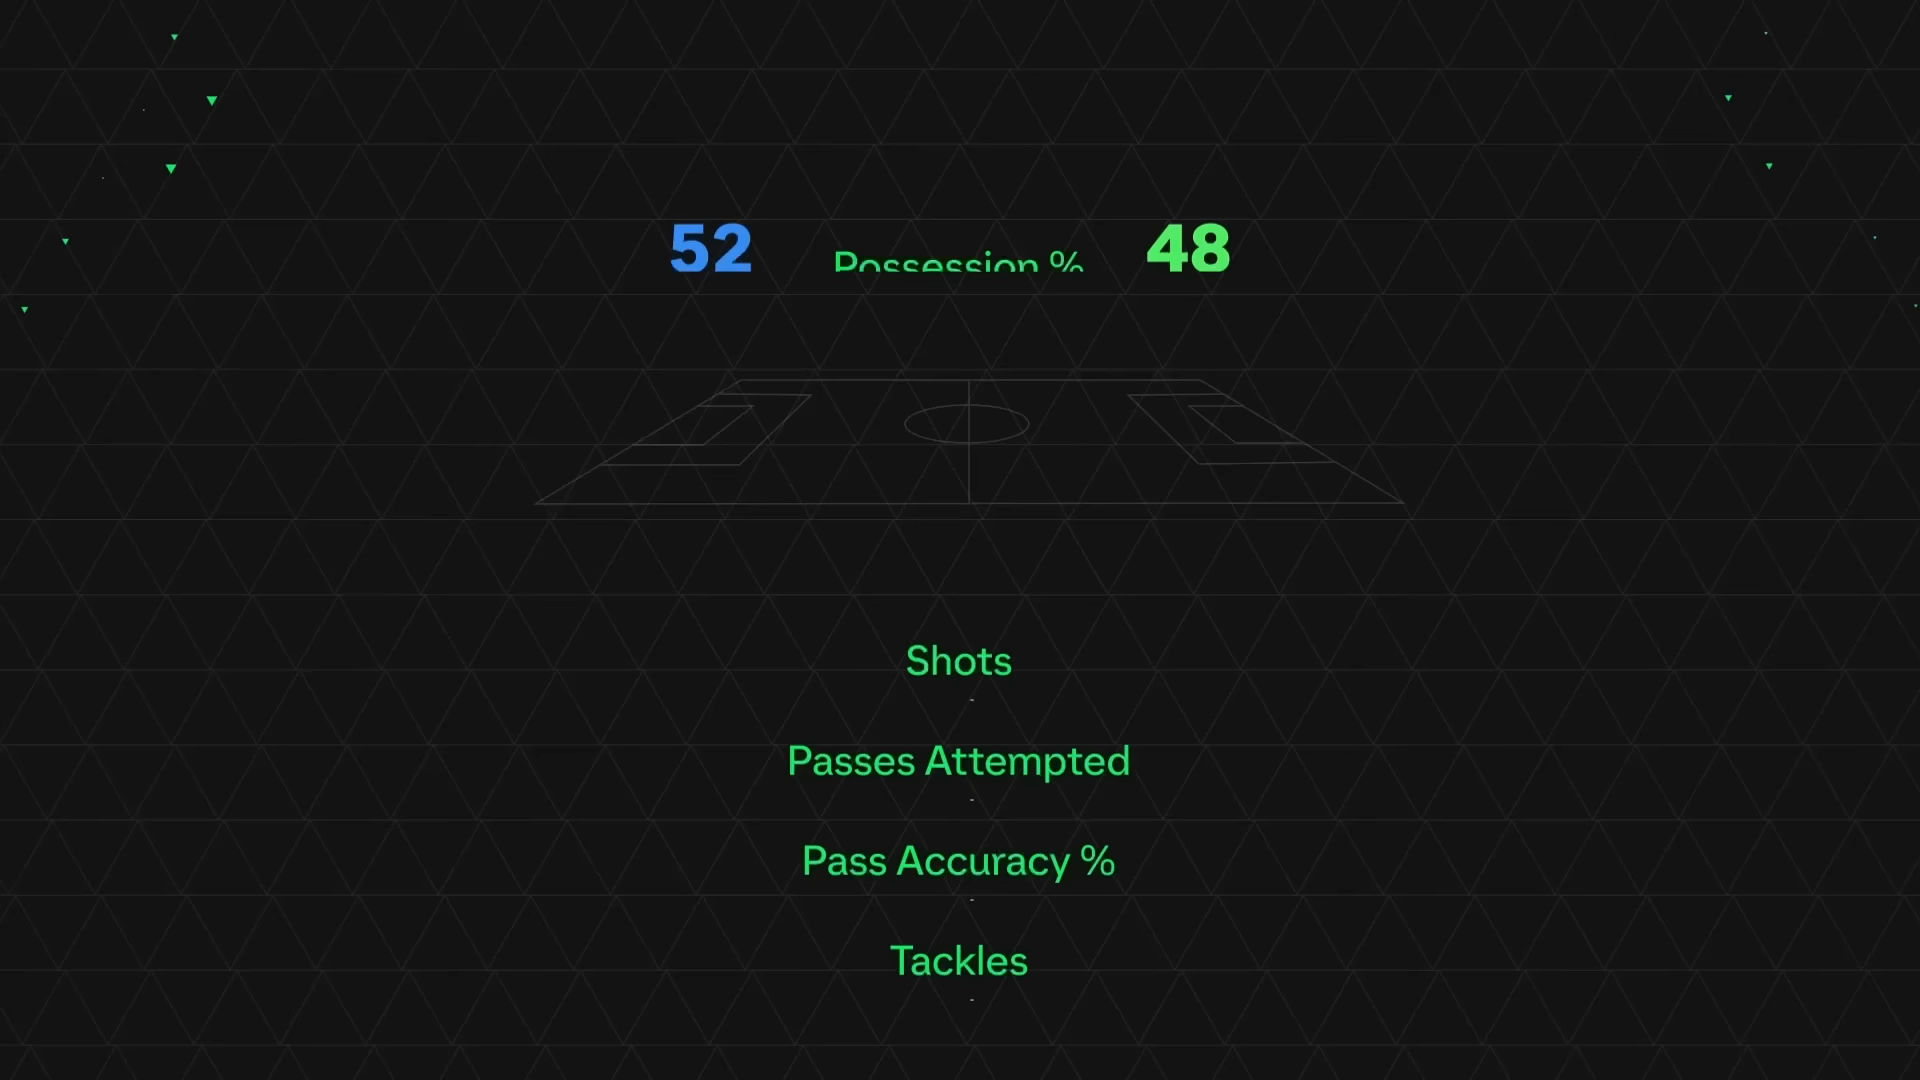 52 Possession % 48
Shots
Passes Attempted
Pass Accuracy %
Tackles